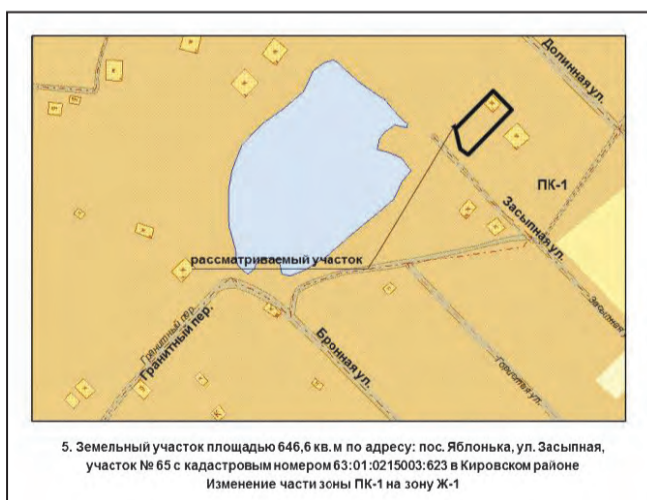 Долинная ул.
ПК-1
Засыпная ул.
рассматриваемый участок
Гранитный пер.
Гранитный пер.
Бронная ул.
5. Земельный участок площадью 646,6 кв. м по адресу: пос. Яблонька, ул. Засыпная,
участок № 65 с кадастровым номером 63:01:0215003:623 в Кировском районе
Изменение части зоны ПК-1 на зону Ж-1